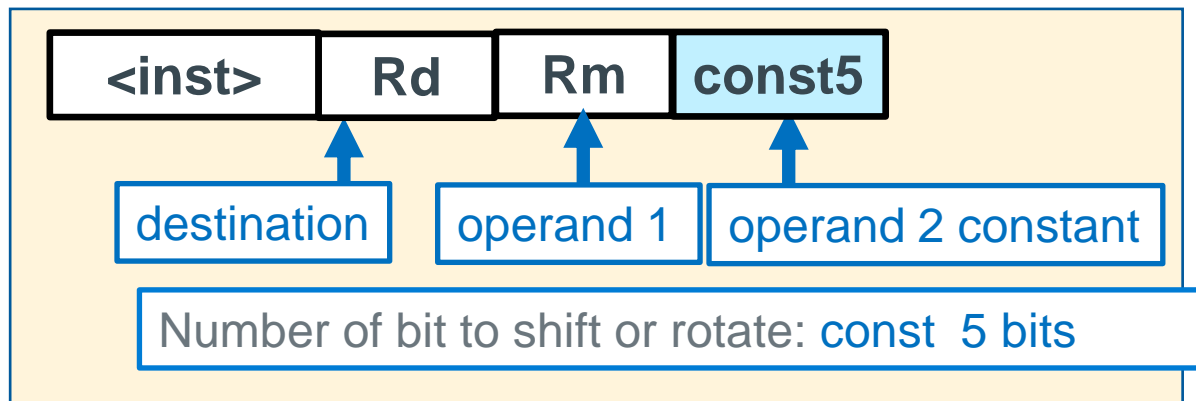 <inst> Rd Rm const5
destination operand 1 operand 2 constant
Number of bit to shift or rotate: const 5 bits